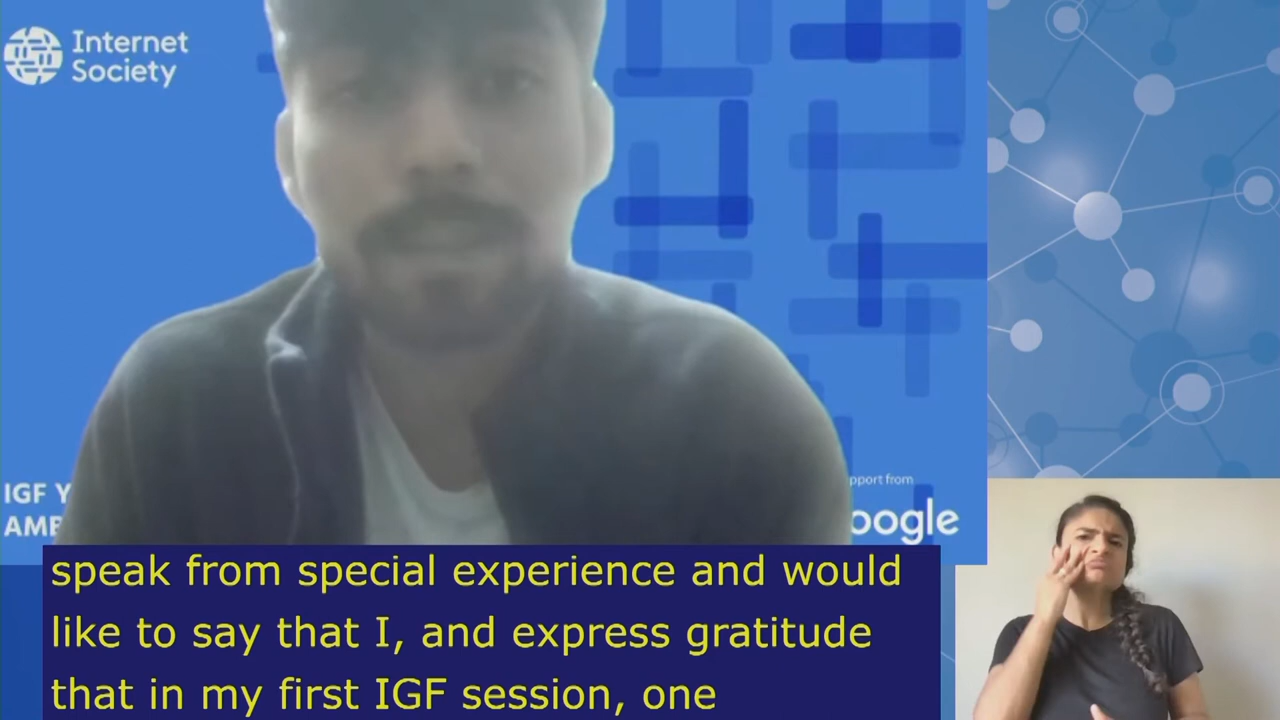 Internet
Society
IGF Y
AMB
pport from
oogle
speak from special experience and would
like to say that I, and express gratitude
that in my first IGF session, one